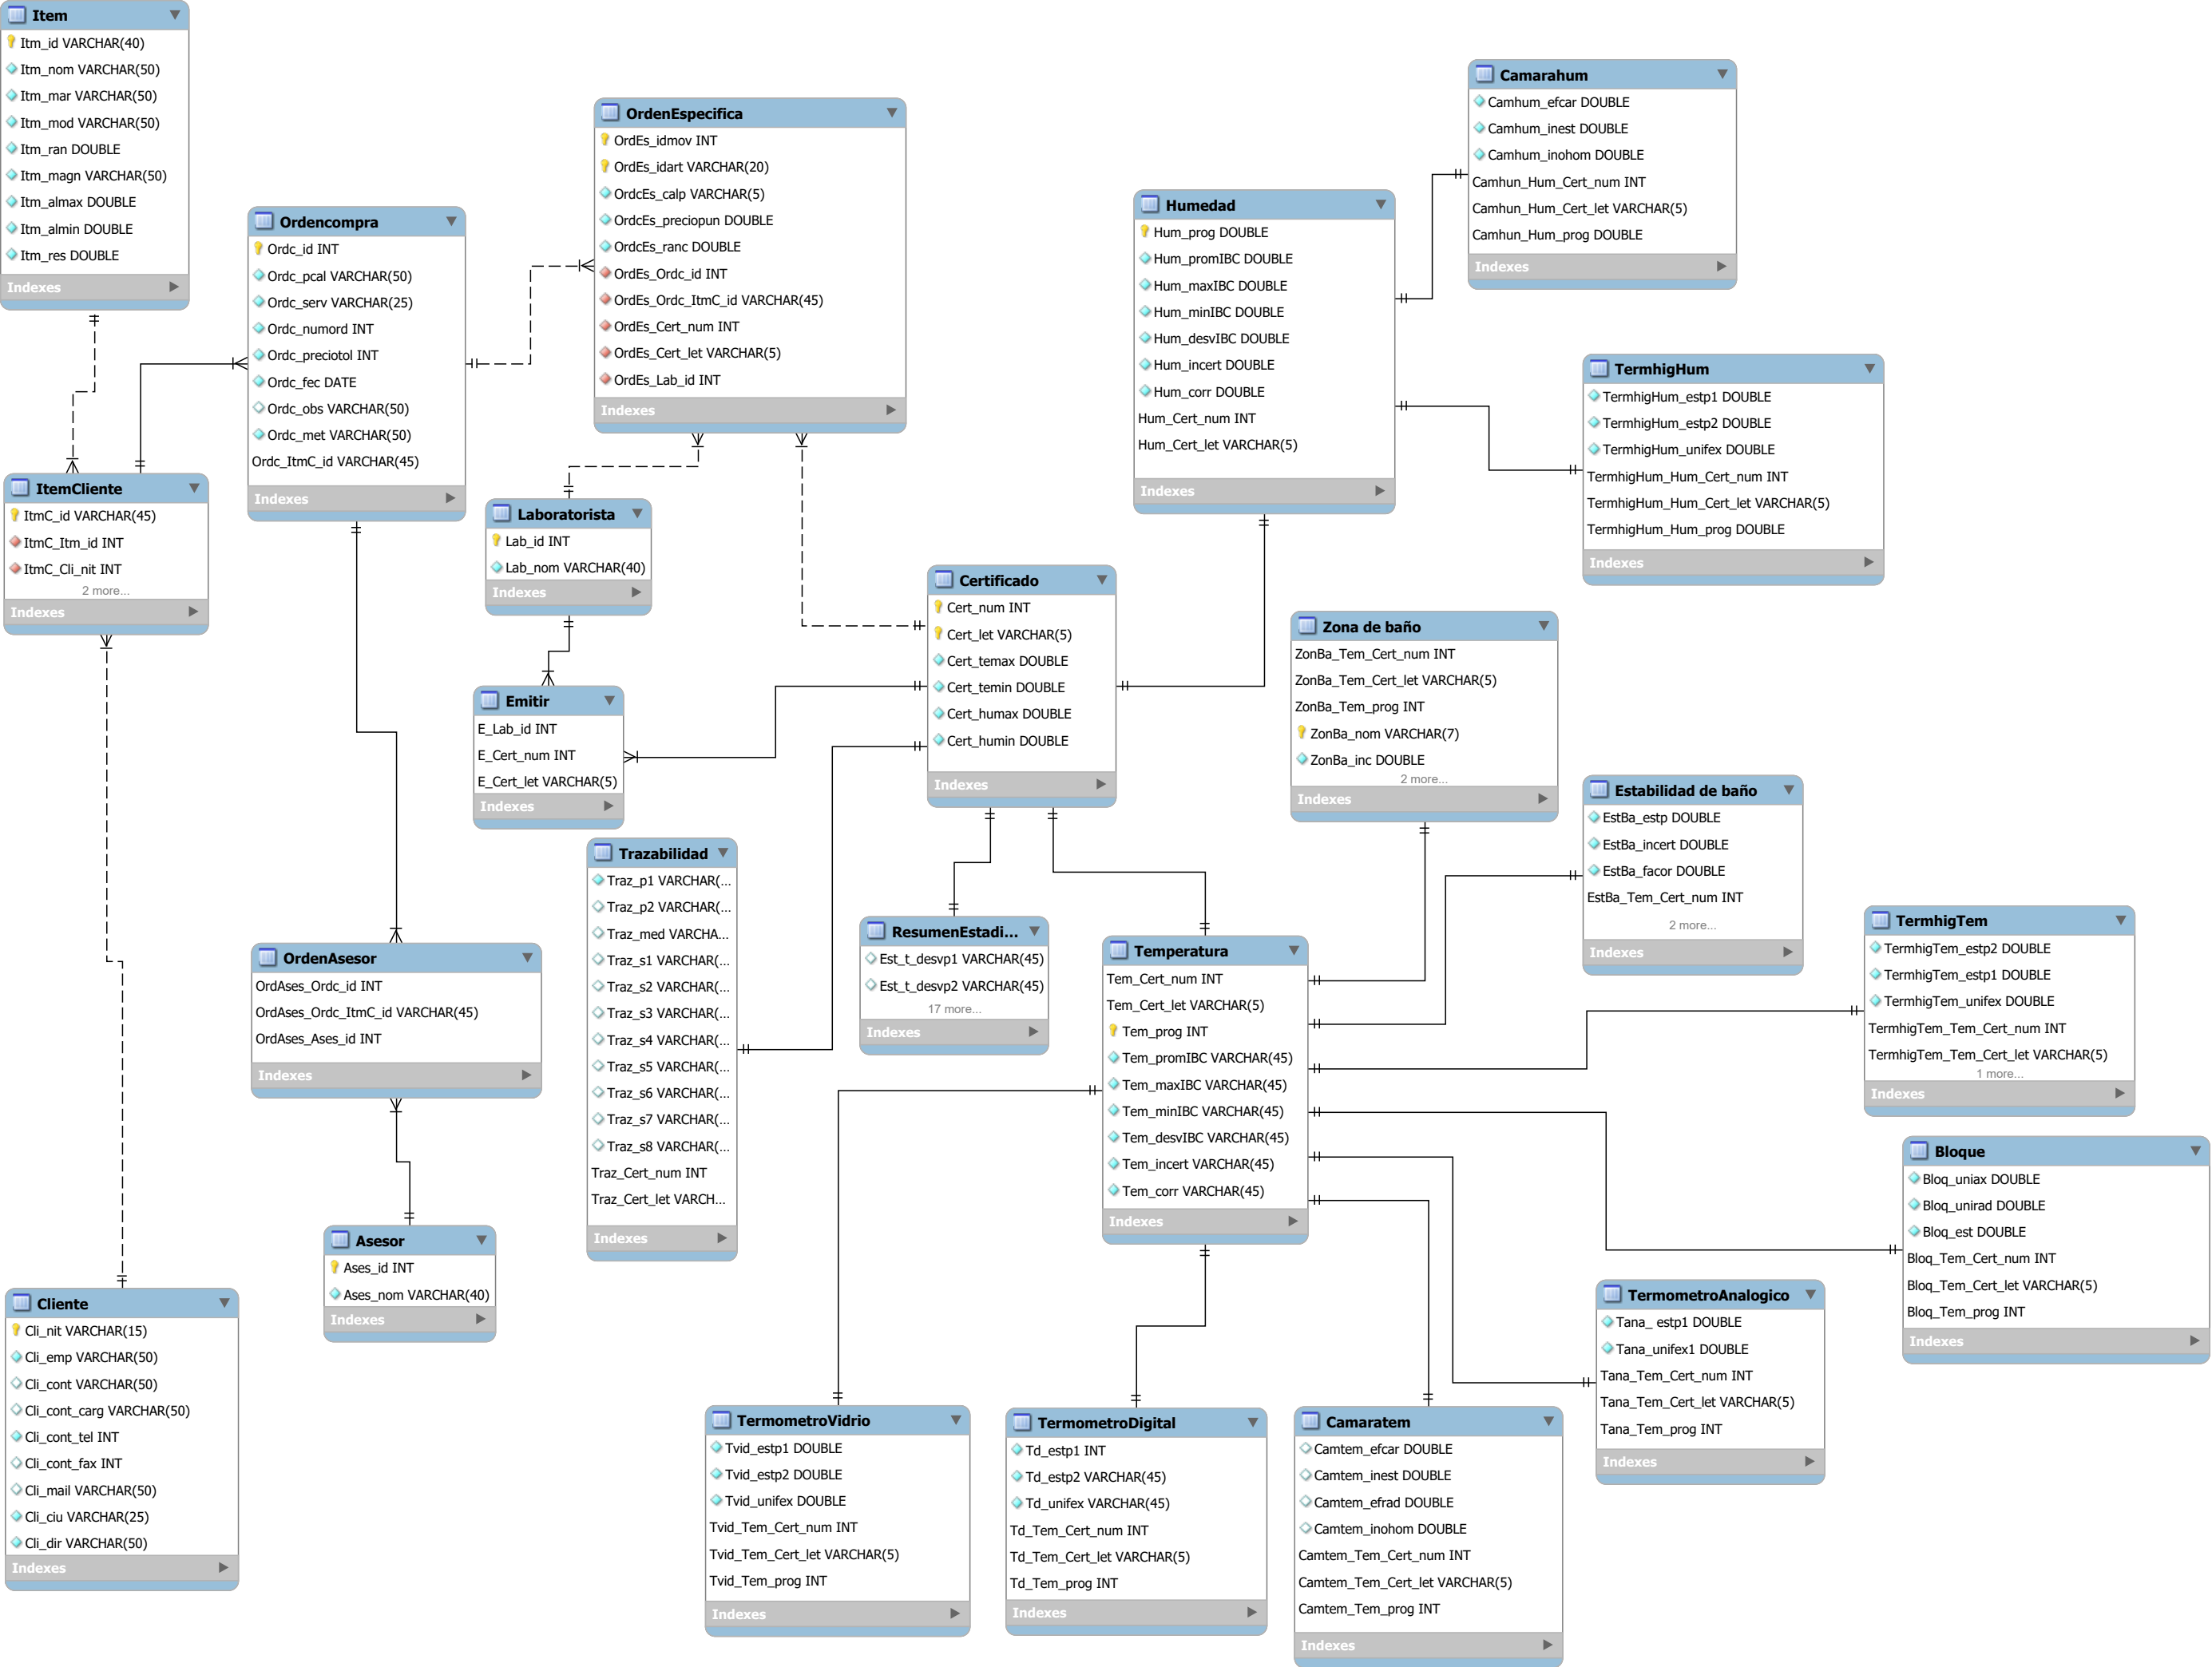 Item
Itm_id VARCHAR(40)
Itm_nom VARCHAR(50)
Itm_mar VARCHAR(50)
Itm_mod VARCHAR(50)
Itm_ran DOUBLE
Itm_magn VARCHAR(50)
Itm_almax DOUBLE
Itm_almin DOUBLE
Itm_res DOUBLE
Indexes
Ordencompra
Ordc_id INT
Ordc_pcal VARCHAR(50)
Ordc_serv VARCHAR(25)
Ordc_numord INT
Ordc_preciotol INT
Ordc_fec DATE
Ordc_obs VARCHAR(50)
Ordc_met VARCHAR(50)
Ordc_ItmC_id VARCHAR(45)
Indexes
OrdenEspecifica
OrdEs_idmov INT
OrdEs_idart VARCHAR(20)
OrdcEs_calp VARCHAR(5)
OrdcEs_preciopun DOUBLE
OrdcEs_ranc DOUBLE
OrdEs_Ordc_id INT
OrdEs_Ordc_ItmC_id VARCHAR(45)
OrdEs_Cert_num INT
OrdEs_Cert_let VARCHAR(5)
OrdEs_Lab_id INT
Indexes
Camarahum
Camhum_efcar DOUBLE
Camhum_inest DOUBLE
Camhum_inohom DOUBLE
Camhun_Hum_Cert_num INT
Camhun_Hum_Cert_let VARCHAR(5)
Camhun_Hum_prog DOUBLE
Indexes
Humedad
Hum_prog DOUBLE
Hum_promIBC DOUBLE
Hum_maxIBC DOUBLE
Hum_minIBC DOUBLE
Hum_desvIBC DOUBLE
Hum_incert DOUBLE
Hum_corr DOUBLE
Hum_Cert_num INT
Hum_Cert_let VARCHAR(5)
Indexes
TermhigHum
TermhigHum_estp1 DOUBLE
TermhigHum_estp2 DOUBLE
TermhigHum_unifex DOUBLE
TermhigHum_Hum_Cert_num INT
TermhigHum_Hum_Cert_let VARCHAR(5)
TermhigHum_Hum_prog DOUBLE
Indexes
ItemCliente
ItmC_id VARCHAR(45)
ItmC_Itm_id INT
ItmC_Cli_nit INT
2 more...
Indexes
Laboratorista
Lab_id INT
Lab_nom VARCHAR(40)
Indexes
Certificado
Cert_num INT
Cert_let VARCHAR(5)
Cert_temax DOUBLE
Cert_temin DOUBLE
Cert_humax DOUBLE
Cert_humin DOUBLE
Indexes
Zona de baño
ZonBa_Tem_Cert_num INT
ZonBa_Tem_Cert_let VARCHAR(5)
ZonBa_Tem_prog INT
ZonBa_nom VARCHAR(7)
ZonBa_inc DOUBLE
2 more...
Indexes
Emitir
E_Lab_id INT
E_Cert_num INT
E_Cert_let VARCHAR(5)
Indexes
Estabilidad de baño
EstBa_estp DOUBLE
EstBa_incert DOUBLE
EstBa_facor DOUBLE
EstBa_Tem_Cert_num INT
2 more...
Indexes
Trazabilidad
Traz_p1 VARCHAR(...
Traz_p2 VARCHAR(...
Traz_med VARCHA...
Traz_s1 VARCHAR(...
Traz_s2 VARCHAR(...
Traz_s3 VARCHAR(...
Traz_s4 VARCHAR(...
Traz_s5 VARCHAR(...
Traz_s6 VARCHAR(...
Traz_s7 VARCHAR(...
Traz_s8 VARCHAR(...
Traz_Cert_num INT
Traz_Cert_let VARCH...
Indexes
ResumenEstadi...
Est_t_desvp1 VARCHAR(45)
Est_t_desvp2 VARCHAR(45)
17 more...
Indexes
Temperatura
Tem_Cert_num INT
Tem_Cert_let VARCHAR(5)
Tem_prog INT
Tem_promIBC VARCHAR(45)
Tem_maxIBC VARCHAR(45)
Tem_minIBC VARCHAR(45)
Tem_desvIBC VARCHAR(45)
Tem_incert VARCHAR(45)
Tem_corr VARCHAR(45)
Indexes
TermhigTem
TermhigTem_estp2 DOUBLE
TermhigTem_estp1 DOUBLE
TermhigTem_unifex DOUBLE
TermhigTem_Tem_Cert_num INT
TermhigTem_Tem_Cert_let VARCHAR(5)
1 more...
Indexes
OrdenAsesor
OrdAses_Ordc_id INT
OrdAses_Ordc_ItmC_id VARCHAR(45)
OrdAses_Ases_id INT
Indexes
Bloque
Bloq_uniax DOUBLE
Bloq_unirad DOUBLE
Bloq_est DOUBLE
Bloq_Tem_Cert_num INT
Bloq_Tem_Cert_let VARCHAR(5)
Bloq_Tem_prog INT
Indexes
Asesor
Ases_id INT
Ases_nom VARCHAR(40)
Indexes
Cliente
Cli_nit VARCHAR(15)
Cli_emp VARCHAR(50)
Cli_cont VARCHAR(50)
Cli_cont_carg VARCHAR(50)
Cli_cont_tel INT
Cli_cont_fax INT
Cli_mail VARCHAR(50)
Cli_ciu VARCHAR(25)
Cli_dir VARCHAR(50)
Indexes
TermometroAnalogico
Tana_ estp1 DOUBLE
Tana_unifex1 DOUBLE
Tana_Tem_Cert_num INT
Tana_Tem_Cert_let VARCHAR(5)
Tana_Tem_prog INT
Indexes
TermometroVidrio
Tvid_estp1 DOUBLE
Tvid_estp2 DOUBLE
Tvid_unifex DOUBLE
Tvid_Tem_Cert_num INT
Tvid_Tem_Cert_let VARCHAR(5)
Tvid_Tem_prog INT
Indexes
TermometroDigital
Td_estp1 INT
Td_estp2 VARCHAR(45)
Td_unifex VARCHAR(45)
Td_Tem_Cert_num INT
Td_Tem_Cert_let VARCHAR(5)
Td_Tem_prog INT
Indexes
Camaratem
Camtem_efcar DOUBLE
Camtem_inest DOUBLE
Camtem_efrad DOUBLE
Camtem_inohom DOUBLE
Camtem_Tem_Cert_num INT
Camtem_Tem_Cert_let VARCHAR(5)
Camtem_Tem_prog INT
Indexes